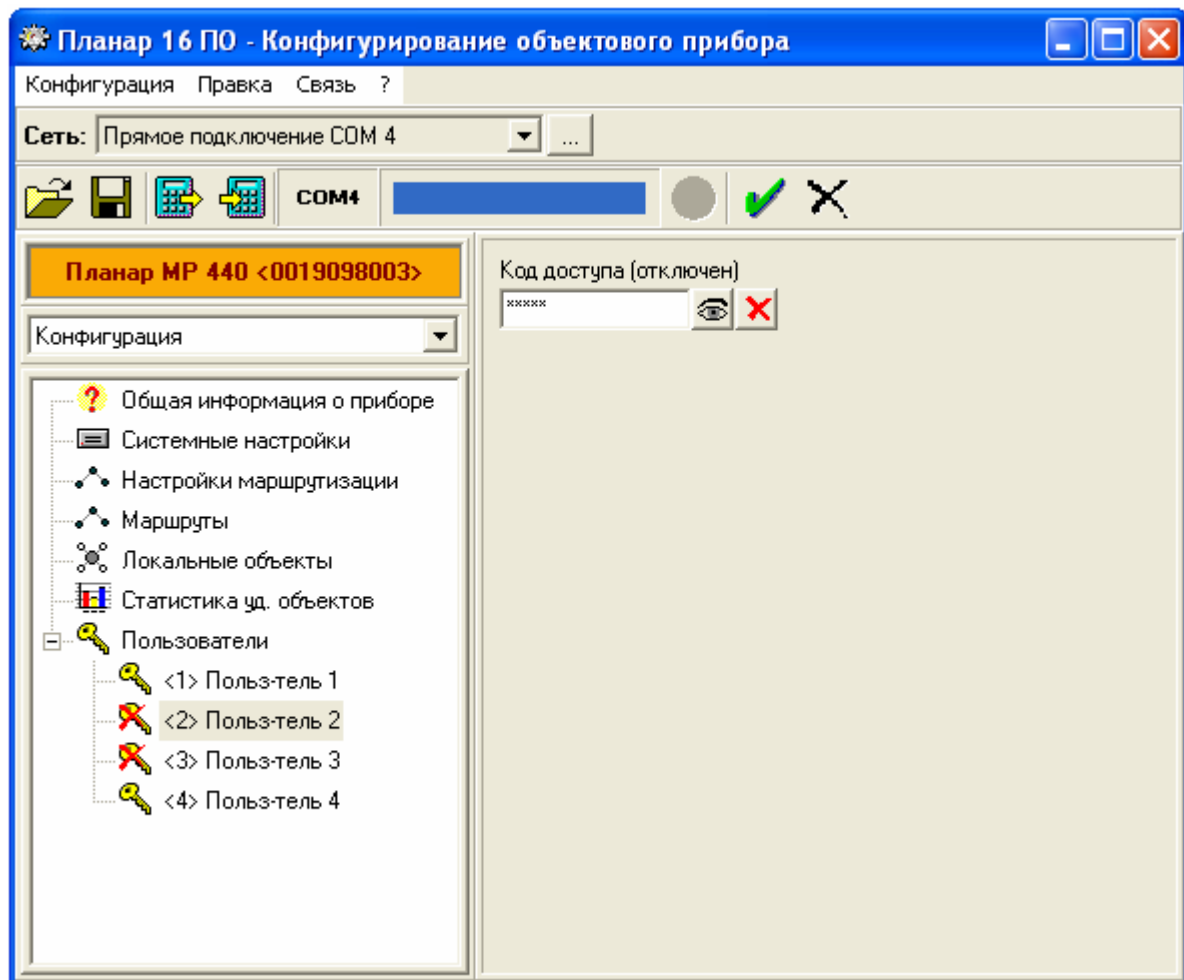 Планар 16 ПО - Конфигурирование объектового прибора
Конфигурация Правка Связь ?
Сеть: Прямое подключение COM 4 ...
COM4
Планар МР 440 <0019098003>
Конфигурация
Общая информация о приборе
Системные настройки
Настройки маршрутизации
Маршруты
Локальные объекты
Статистика уд. объектов
Пользователи
<1> Польз-тель 1
<2> Польз-тель 2
<3> Польз-тель 3
<4> Польз-тель 4
Код доступа (отключен)
*****